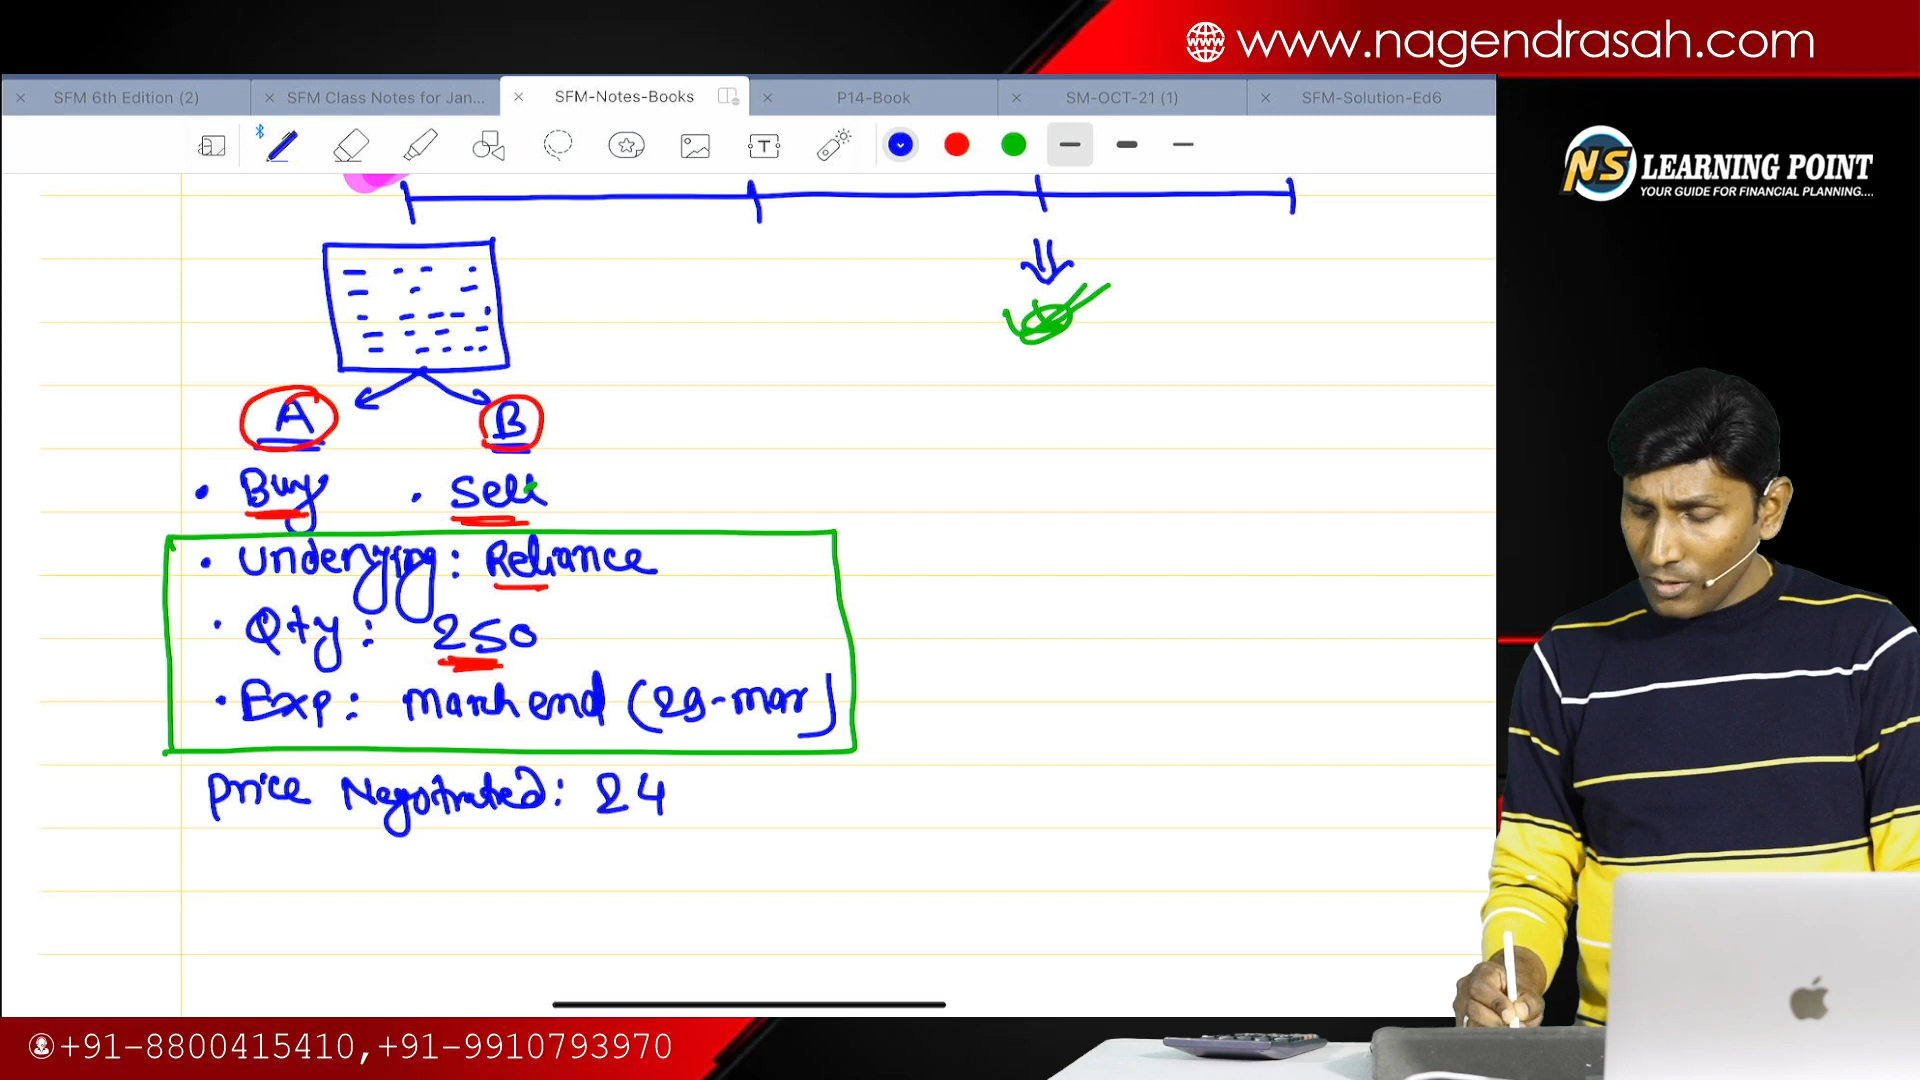 www.nagendrasah.com
SFM 6th Edition (2)
SFM Class Notes for Jan...
SFM-Notes-Books
P14-Book
SM-OCT-21 (1)
SFM-Solution-Ed6
NS LEARNING POINT
YOUR GUIDE FOR FINANCIAL PLANNING....
A B
• Buy • Sell
• Underlying: Reliance
• Qty: 250
• Exp: March end (29-mar)
Price Negotiated: 24
+91-8800415410,+91-9910793970